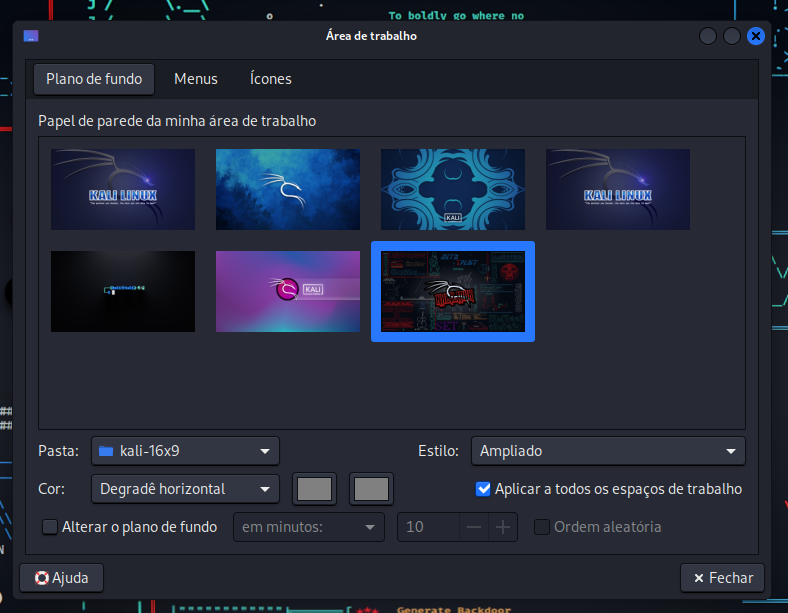 To boldly go where no
Área de trabalho
Plano de fundo
Menus
Ícones
Papel de parede da minha área de trabalho
KALI LINUX
KALI
KALI LINUX
KALI
Pasta:
kali-16x9
Estilo:
Ampliado
Cor:
Degradê horizontal
Aplicar a todos os espaços de trabalho
Alterar o plano de fundo
em minutos:
10
Ordem aleatória
Ajuda
Fechar
Generate Backdoor